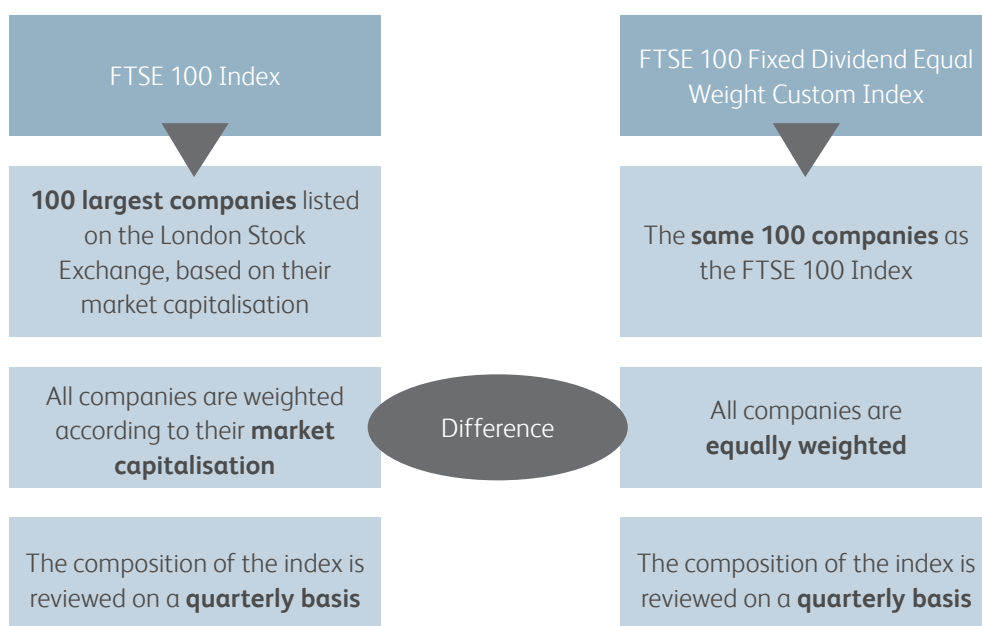 FTSE 100 Index
100 largest companies listed
on the London Stock
Exchange, based on their
market capitalisation
All companies are weighted
according to their market
capitalisation
The composition of the index is
reviewed on a quarterly basis
Difference
FTSE 100 Fixed Dividend Equal
Weight Custom Index
The same 100 companies as
the FTSE 100 Index
All companies are
equally weighted
The composition of the index is
reviewed on a quarterly basis